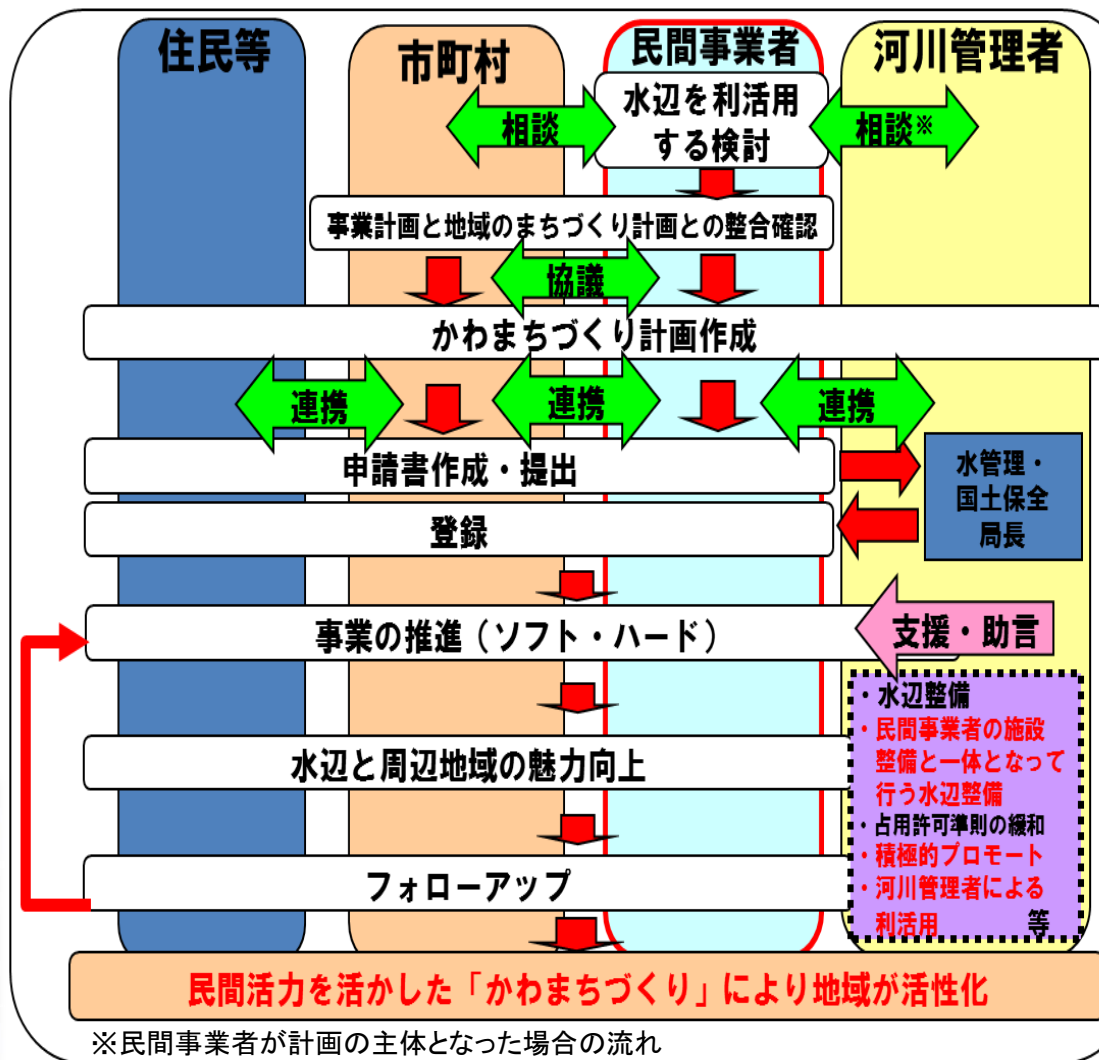 住民等
市町村
民間事業者
河川管理者
水辺を利活用
する検討
相談
相談※
事業計画と地域のまちづくり計画との整合確認
協議
かわまちづくり計画作成
連携
連携
連携
申請書作成・提出
水管理・
国土保全
局長
登録
事業の推進（ソフト・ハード）
支援・助言
・水辺整備
・民間事業者の施設
整備と一体となって
行う水辺整備
・占用許可準則の緩和
・積極的プロモート
・河川管理者による
利活用 等
水辺と周辺地域の魅力向上
フォローアップ
民間活力を活かした「かわまちづくり」により地域が活性化
※民間事業者が計画の主体となった場合の流れ